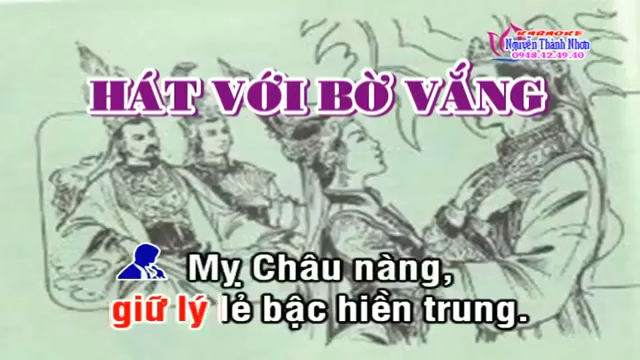 KARAOKE
Nguyễn Thành Nhơn
0948.42.49.40
HÁT VỚI BỜ VẮNG
Mỵ Châu nàng,
giữ lý lẻ bậc hiền trung.